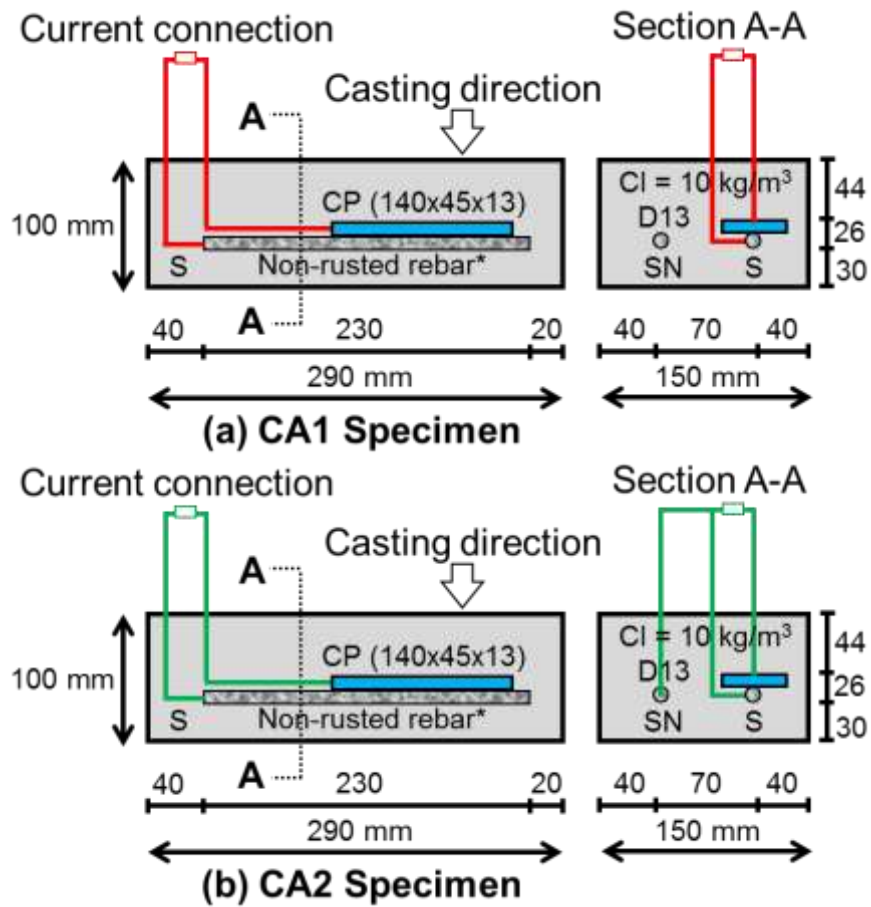 Current connection
Section A-A
Casting direction
A
CP (140x45x13)
Cl = 10 kg/m³
D13
100 mm
S
Non-rusted rebar*
SN
S
44
26
30
A
40
230
20
40
70
40
290 mm
150 mm
(a) CA1 Specimen
Current connection
Section A-A
Casting direction
A
CP (140x45x13)
Cl = 10 kg/m³
D13
100 mm
S
Non-rusted rebar*
SN
S
44
26
30
A
40
230
20
40
70
40
290 mm
150 mm
(b) CA2 Specimen